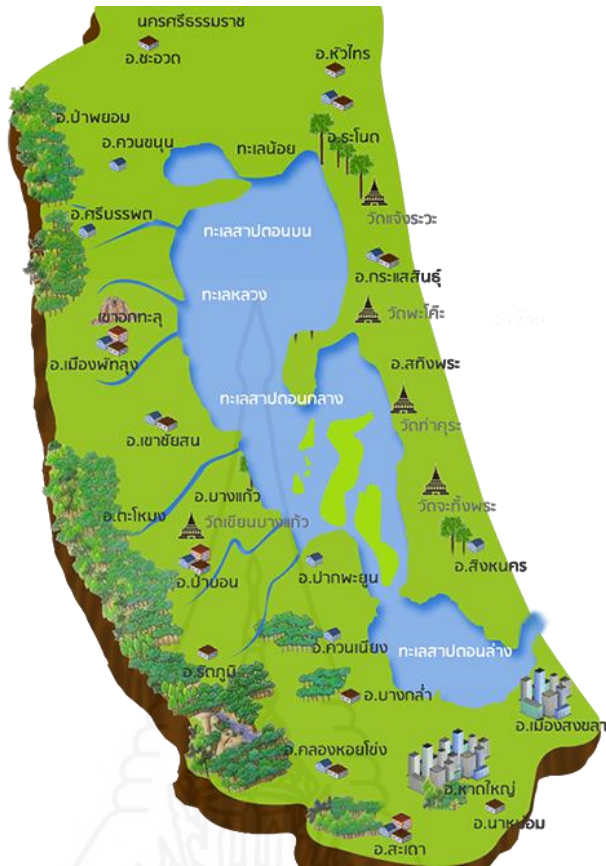 นครศรีธรรมราช
อ.ชะอวด
อ.หัวไทร
อ.ป่าพยอม
อ.ควนขนุน
ทะเลน้อย
อ.ระโนด
อ.ศรีบรรพต
วัดแจ้งระวะ
ทะเลสาปตอนบน
อ.กระแสสินธุ์
ทะเลหลวง
เขาอกทะลุ
วัดพะโค๊ะ
อ.เมืองพัทลุง
อ.สทิงพระ
ทะเลสาปตอนกลาง
วัดท่าคุระ
อ.เขาชัยสน
อ.บางแก้ว
วัดจะทิ้งพระ
อ.ตะโหมง
วัดเขียนบางแก้ว
อ.สิงหนคร
อ.ป่าบอน
อ.ปากพะยูน
อ.ควนเนียง
ทะเลสาปตอนล่าง
อ.รัตภูมิ
อ.บางกล่ำ
อ.เมืองสงขลา
อ.คลองหอยโข่ง
อ.หาดใหญ่
อ.นาหม่อม
อ.สะเดา